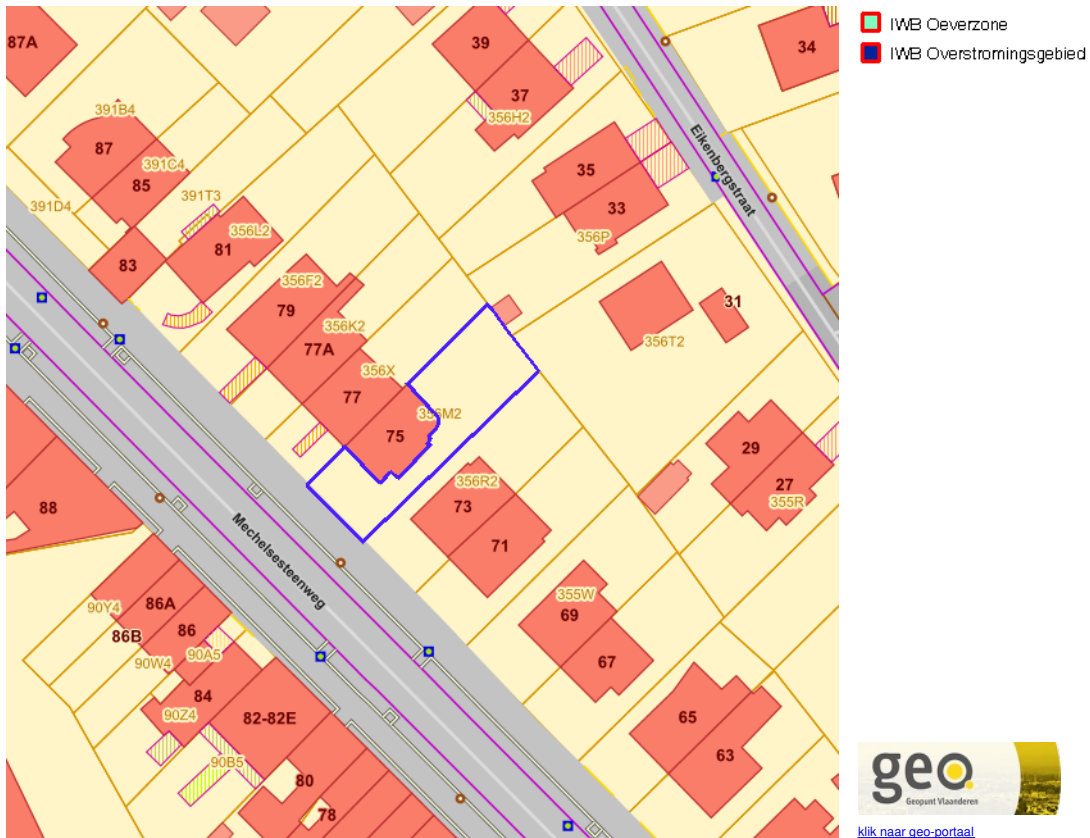 IWB Oeverzone
IWB Overstromingsgebied
87A
39
34
37
391B4
356H2
87
391C4
Eikenbergstraat
85
35
391T3
391D4
33
356L2
356P
81
83
356F2
31
79
356K2
356T2
77A
356X
77
356M2
75
29
356R2
27
73
355R
88
71
Mechelsesteenweg
355W
86A
90Y4
69
86
86B
90A5
67
90W4
84
90Z4
82-82E
65
63
90B5
80
78
geo
Geopunt Vlaanderen
klik naar geo-portaal